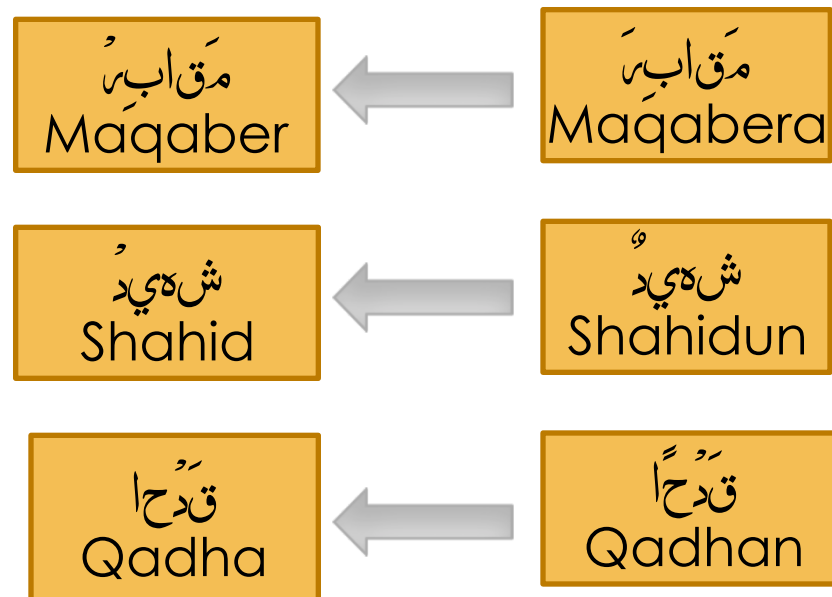 مَقابِرَ
Maqabera
مَقابِرْ
Maqaber
شهيدٌ
Shahidun
شهيدْ
Shahid
قَدْحًا
Qadhan
قَدْحا
Qadha